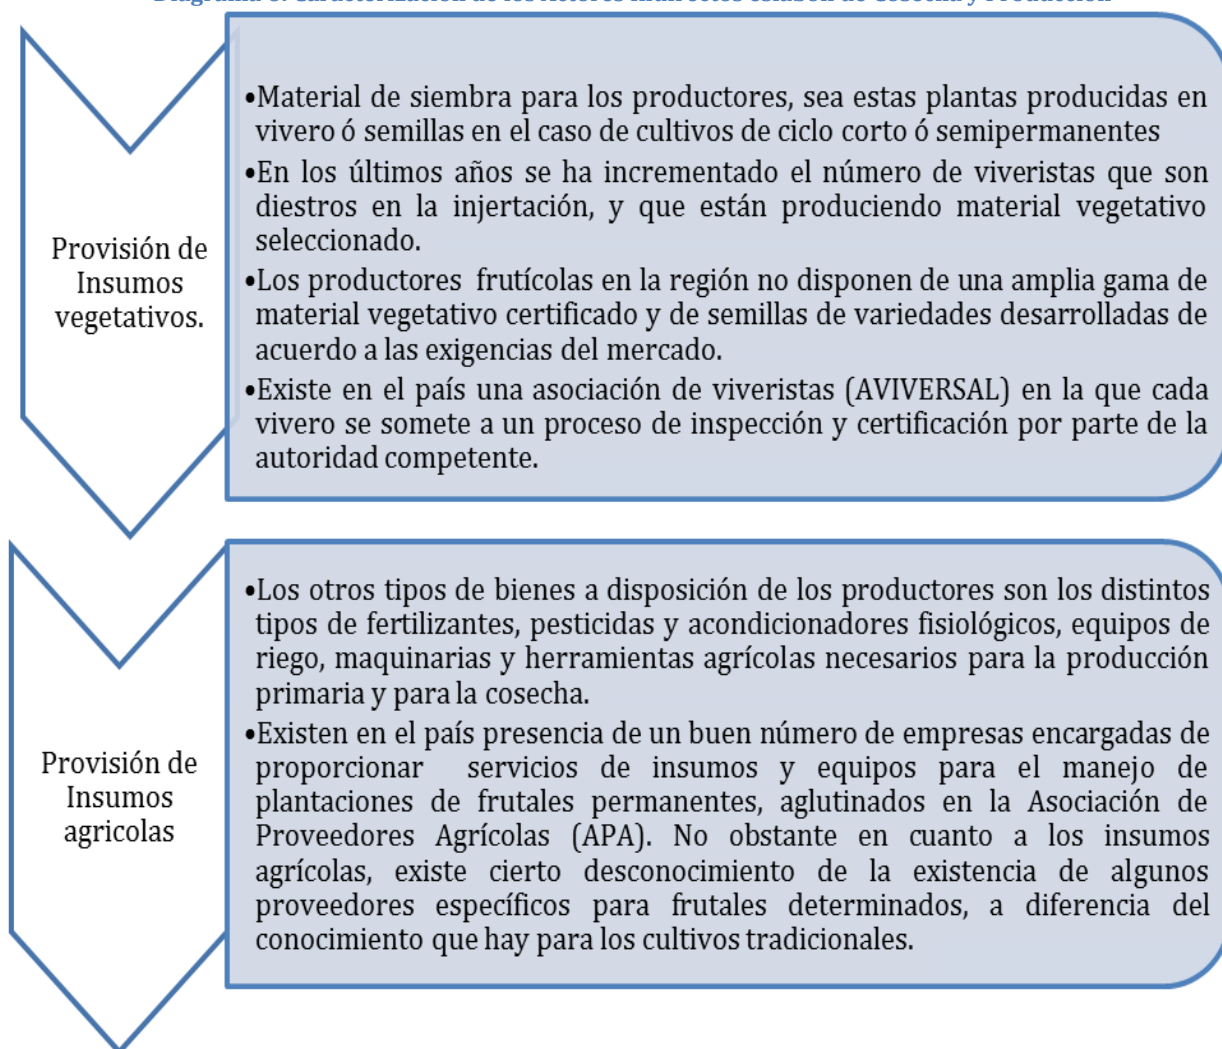 Provisión de
Insumos
vegetativos.
•Material de siembra para los productores, sea estas plantas producidas en
vivero ó semillas en el caso de cultivos de ciclo corto ó semipermanentes
•En los últimos años se ha incrementado el número de viveristas que son
diestros en la injertación, y que están produciendo material vegetativo
seleccionado.
•Los productores frutícolas en la región no disponen de una amplia gama de
material vegetativo certificado y de semillas de variedades desarrolladas de
acuerdo a las exigencias del mercado.
•Existe en el país una asociación de viveristas (AVIVERSAL) en la que cada
vivero se somete a un proceso de inspección y certificación por parte de la
autoridad competente.
Provisión de
Insumos
agricolas
•Los otros tipos de bienes a disposición de los productores son los distintos
tipos de fertilizantes, pesticidas y acondicionadores fisiológicos, equipos de
riego, maquinarias y herramientas agrícolas necesarios para la producción
primaria y para la cosecha.
•Existen en el país presencia de un buen número de empresas encargadas de
proporcionar servicios de insumos y equipos para el manejo de
plantaciones de frutales permanentes, aglutinados en la Asociación de
Proveedores Agrícolas (APA). No obstante en cuanto a los insumos
agrícolas, existe cierto desconocimiento de la existencia de algunos
proveedores específicos para frutales determinados, a diferencia del
conocimiento que hay para los cultivos tradicionales.